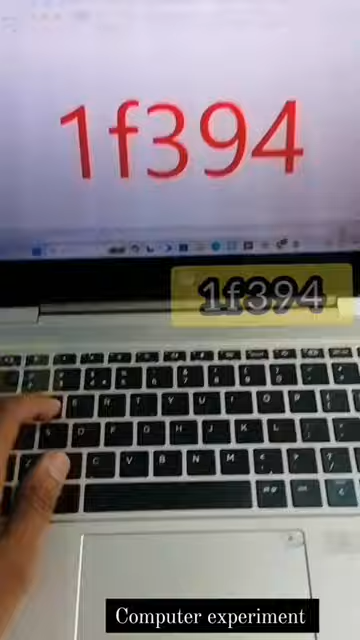 1f394
1f394
E R T Y U I O P
D F G H J K L
C V B N M
Computer experiment